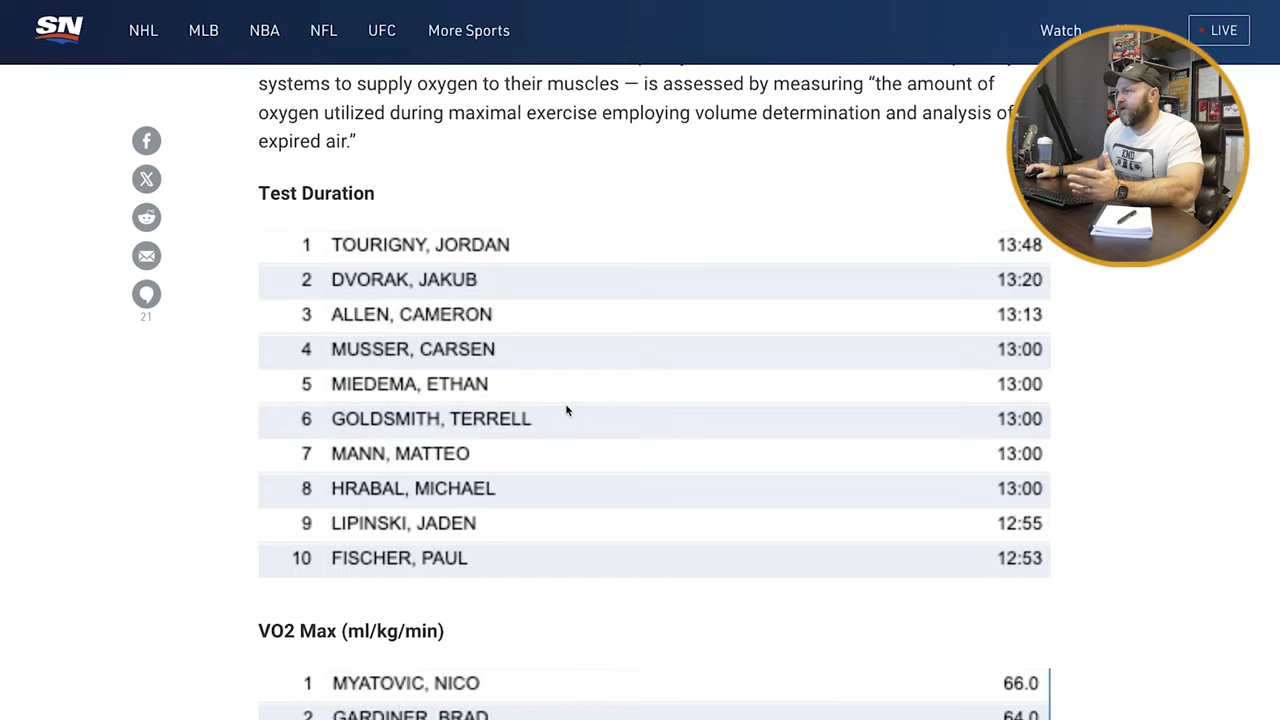 SN NHL MLB NBA NFL UFC More Sports Watch LIVE
systems to supply oxygen to their muscles — is assessed by measuring “the amount of
oxygen utilized during maximal exercise employing volume determination and analysis of
expired air.”
Test Duration
1 TOURIGNY, JORDAN 13:48
2 DVORAK, JAKUB 13:20
3 ALLEN, CAMERON 13:13
4 MUSSER, CARSEN 13:00
5 MIEDEMA, ETHAN 13:00
6 GOLDSMITH, TERRELL 13:00
7 MANN, MATTEO 13:00
8 HRABAL, MICHAEL 13:00
9 LIPINSKI, JADEN 12:55
10 FISCHER, PAUL 12:53
21
VO2 Max (ml/kg/min)
1 MYATOVIC, NICO 66.0
2 GARDINER, BRAD 64.0